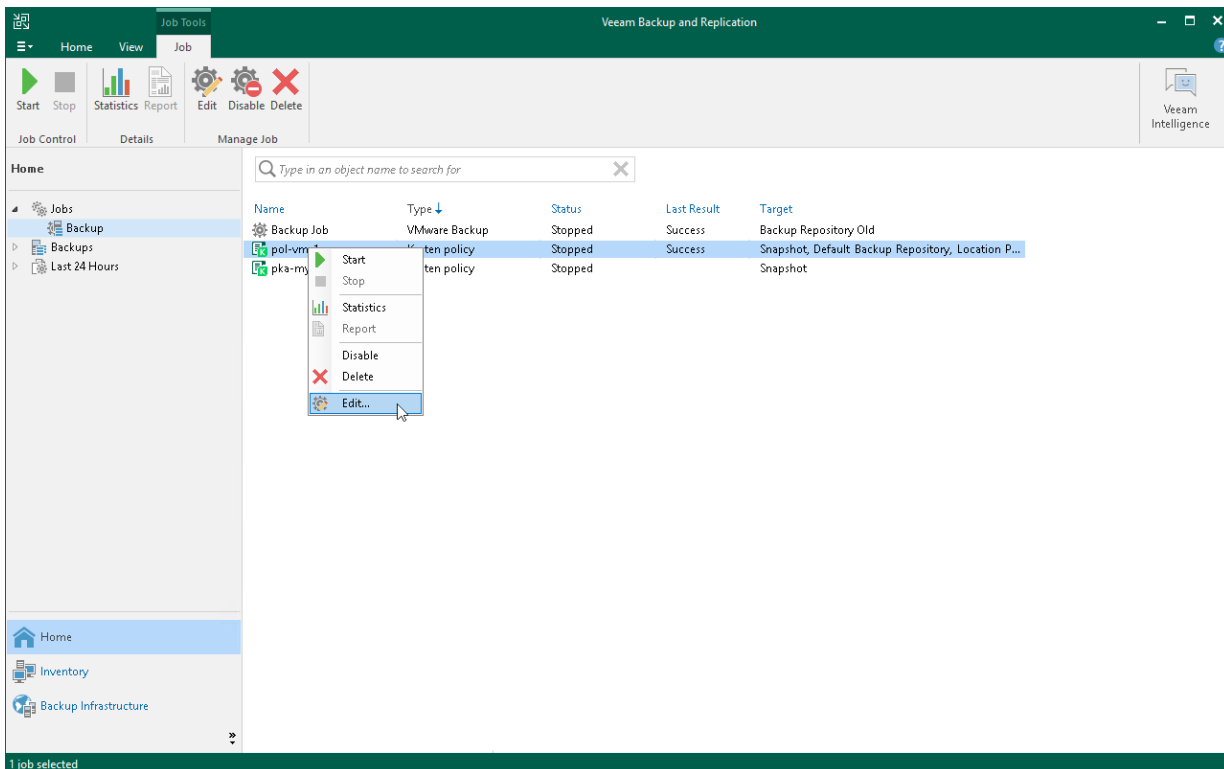 Job Tools
Veeam Backup and Replication
Home View Job
Start Stop Statistics Report Edit Disable Delete
Job Control Details Manage Job
Veeam
Intelligence
Home
Type in an object name to search for
Jobs
Backup
Backups
Last 24 Hours
Name Type Status Last Result Target
Backup Job VMware Backup Stopped Success Backup Repository Old
pol-vm policy Stopped Success Snapshot, Default Backup Repository, Location P...
pka-my ten policy Stopped Snapshot
Start
Stop
Statistics
Report
Disable
Delete
Edit...
Home
Inventory
Backup Infrastructure
1 job selected